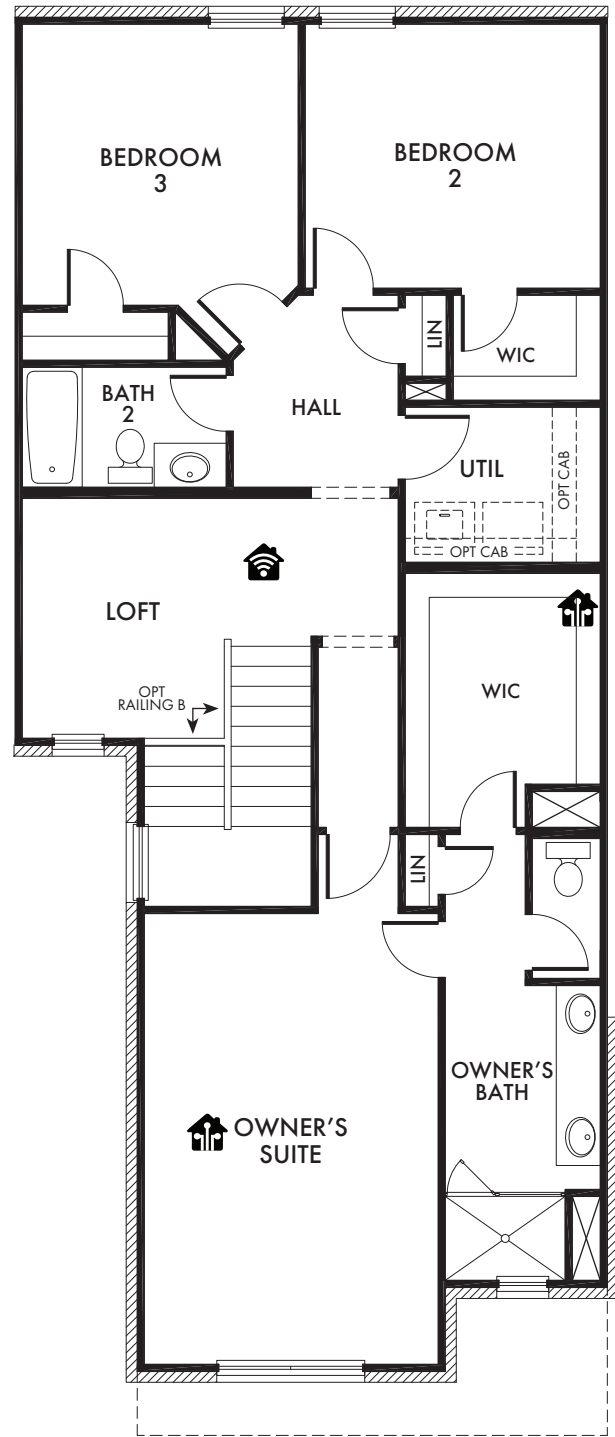 BEDROOM
3
BEDROOM
2
LIN
WIC
BATH
2
HALL
UTIL
OPT CAB
OPT CAB
LOFT
OPT
RAILING B
WIC
LIN
OWNER'S
BATH
OWNER'S
SUITE